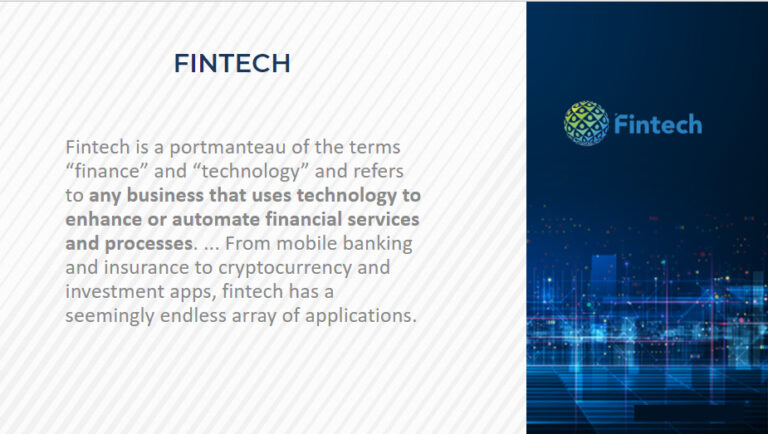 FINTECH
Fintech is a portmanteau of the terms
“finance” and “technology” and refers
to any business that uses technology to
enhance or automate financial services
and processes. ... From mobile banking
and insurance to cryptocurrency and
investment apps, fintech has a
seemingly endless array of applications.
Fintech